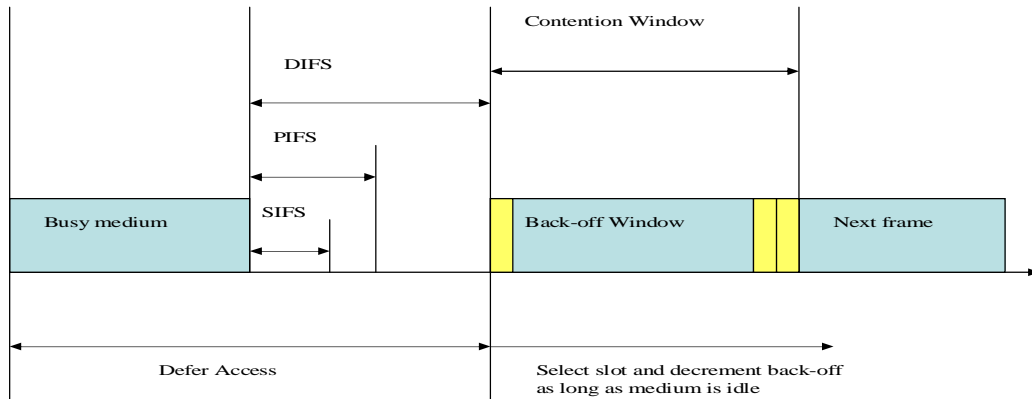 Contention Window
DIFS
PIFS
SIFS
Busy medium
Back-off Window
Next frame
Defer Access
Select slot and decrement back-off
as long as medium is idle